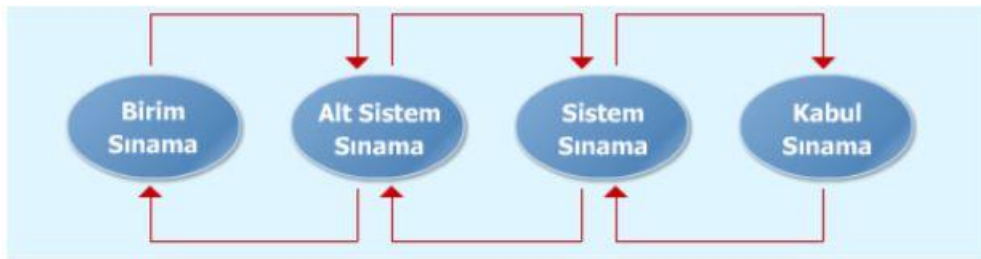 Birim
Sınama
Alt Sistem
Sınama
Sistem
Sınama
Kabul
Sınama